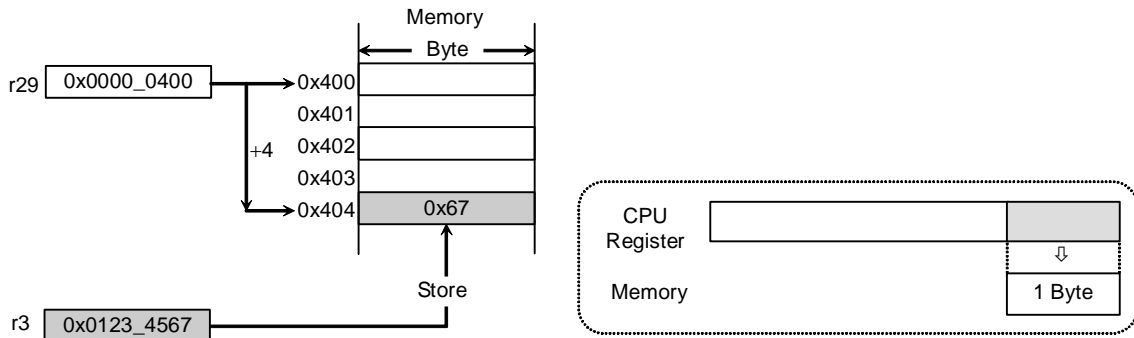 Memory
Byte
r29 0x0000_0400 0x400
0x401
+4 0x402
0x403
0x404 0x67
Store
r3 0x0123_4567
CPU
Register
⇩
Memory 1 Byte